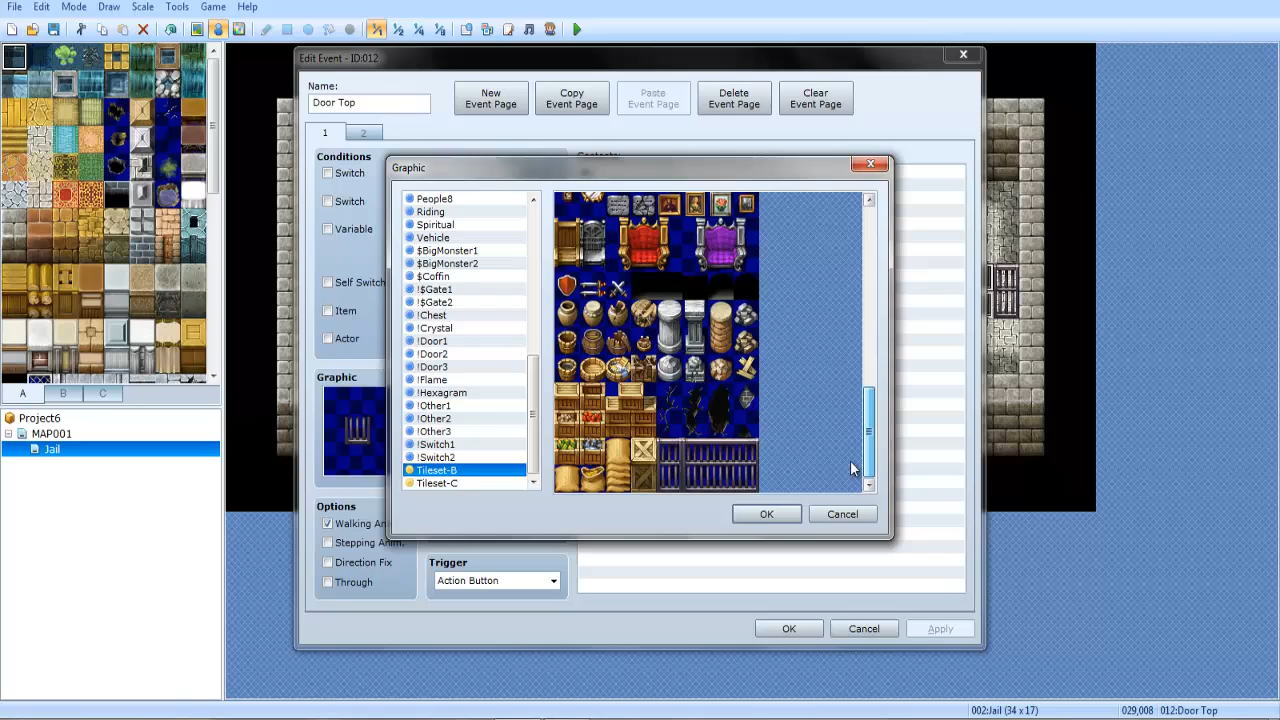 File Edit Mode Draw Scale Tools Game Help
Edit Event - ID:012
Name:
Door Top
New Event Page
Copy Event Page
Paste Event Page
Delete Event Page
Clear Event Page
1 2
Conditions
Switch
Switch
Variable
Self Switch
Item
Actor
Graphic
Options
Walking
Stepping Anim.
Direction Fix
Through
Trigger
Action Button
OK Cancel Apply
Graphic
People8
Riding
Spiritual
Vehicle
$BigMonster1
$BigMonster2
$Coffin
!$Gate1
!$Gate2
!Chest
!Crystal
!Door1
!Door2
!Door3
!Flame
!Hexagram
!Other1
!Other2
!Other3
!Switch1
!Switch2
Tileset-B
Tileset-C
OK Cancel
A B C
Project6
MAP001
Jail
002:Jail (34 x 17) 029,008 012:Door Top